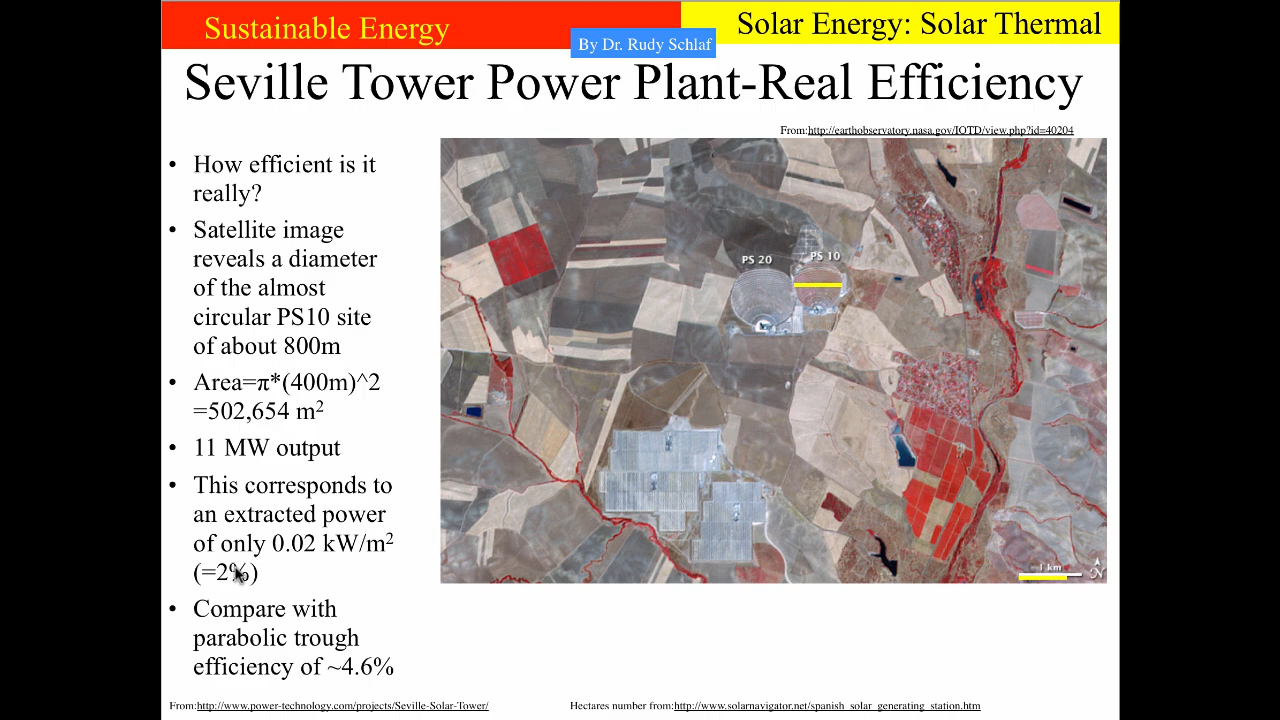 Sustainable Energy
Solar Energy: Solar Thermal
By Dr. Rudy Schlaf
Seville Tower Power Plant-Real Efficiency
From:http://earthobservatory.nasa.gov/IOTD/view.php?id=40204
• How efficient is it
really?
• Satellite image
reveals a diameter
of the almost
circular PS10 site
of about 800m
• Area=π*(400m)^2
=502,654 m²
• 11 MW output
• This corresponds to
an extracted power
of only 0.02 kW/m²
(=2%)
• Compare with
parabolic trough
efficiency of ~4.6%
PS 20
PS 10
1 km
N
From:http://www.power-technology.com/projects/Seville-Solar-Tower/
Hectares number from:http://www.solarnavigator.net/spanish_solar_generating_station.htm